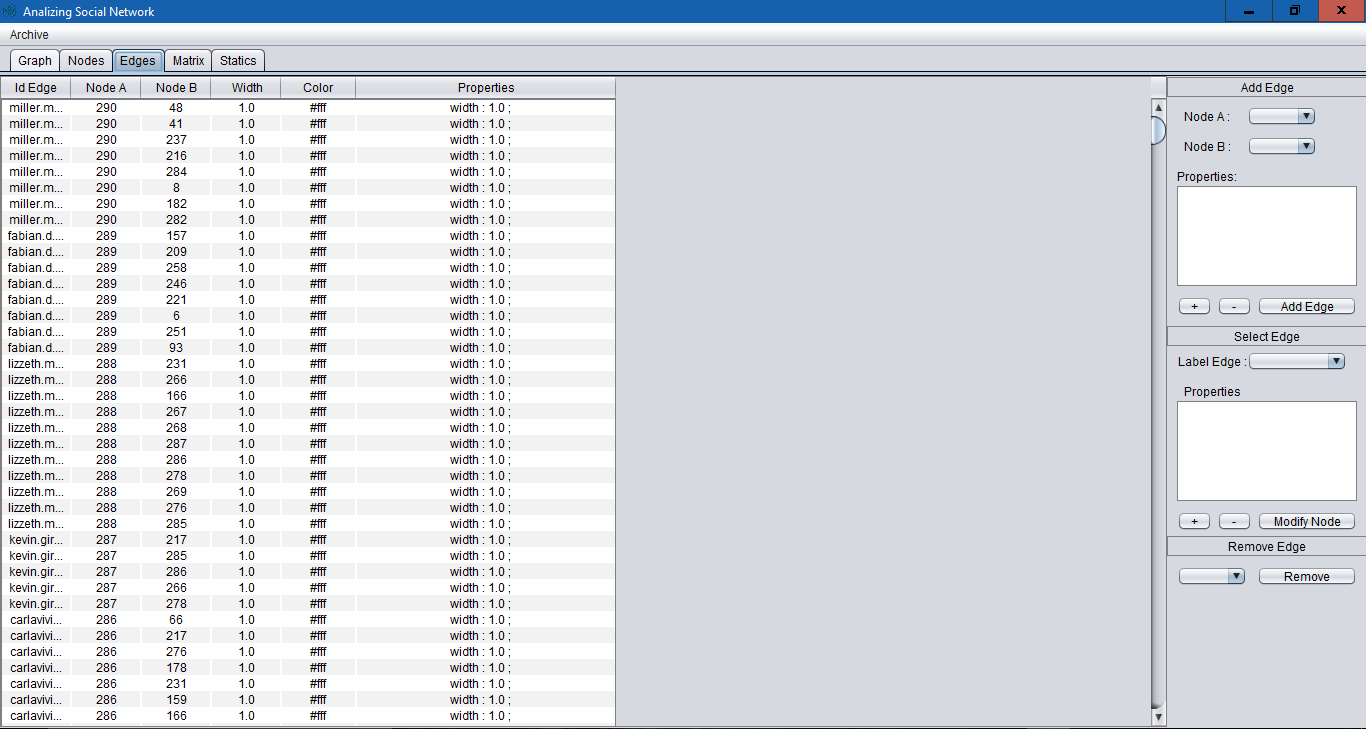 Analizing Social Network
Archive
Graph Nodes Edges Matrix Statics
Id Edge Node A Node B Width Color Properties
miller.m... 290 48 1.0 #fff width : 1.0 ;
miller.m... 290 41 1.0 #fff width : 1.0 ;
miller.m... 290 237 1.0 #fff width : 1.0 ;
miller.m... 290 216 1.0 #fff width : 1.0 ;
miller.m... 290 284 1.0 #fff width : 1.0 ;
miller.m... 290 8 1.0 #fff width : 1.0 ;
miller.m... 290 182 1.0 #fff width : 1.0 ;
miller.m... 290 282 1.0 #fff width : 1.0 ;
fabian.d.... 289 157 1.0 #fff width : 1.0 ;
fabian.d.... 289 209 1.0 #fff width : 1.0 ;
fabian.d.... 289 258 1.0 #fff width : 1.0 ;
fabian.d.... 289 246 1.0 #fff width : 1.0 ;
fabian.d.... 289 221 1.0 #fff width : 1.0 ;
fabian.d.... 289 6 1.0 #fff width : 1.0 ;
fabian.d.... 289 251 1.0 #fff width : 1.0 ;
fabian.d.... 289 93 1.0 #fff width : 1.0 ;
lizzeth.m... 288 231 1.0 #fff width : 1.0 ;
lizzeth.m... 288 266 1.0 #fff width : 1.0 ;
lizzeth.m... 288 166 1.0 #fff width : 1.0 ;
lizzeth.m... 288 267 1.0 #fff width : 1.0 ;
lizzeth.m... 288 268 1.0 #fff width : 1.0 ;
lizzeth.m... 288 287 1.0 #fff width : 1.0 ;
lizzeth.m... 288 286 1.0 #fff width : 1.0 ;
lizzeth.m... 288 278 1.0 #fff width : 1.0 ;
lizzeth.m... 288 269 1.0 #fff width : 1.0 ;
lizzeth.m... 288 276 1.0 #fff width : 1.0 ;
lizzeth.m... 288 285 1.0 #fff width : 1.0 ;
kevin.gir... 287 217 1.0 #fff width : 1.0 ;
kevin.gir... 287 285 1.0 #fff width : 1.0 ;
kevin.gir... 287 286 1.0 #fff width : 1.0 ;
kevin.gir... 287 266 1.0 #fff width : 1.0 ;
kevin.gir... 287 278 1.0 #fff width : 1.0 ;
carlavivi... 286 66 1.0 #fff width : 1.0 ;
carlavivi... 286 217 1.0 #fff width : 1.0 ;
carlavivi... 286 276 1.0 #fff width : 1.0 ;
carlavivi... 286 178 1.0 #fff width : 1.0 ;
carlavivi... 286 231 1.0 #fff width : 1.0 ;
carlavivi... 286 159 1.0 #fff width : 1.0 ;
carlavivi... 286 166 1.0 #fff width : 1.0 ;
Add Edge
Node A :
Node B :
Properties:
+ - Add Edge
Select Edge
Label Edge :
Properties
+ - Modify Node
Remove Edge
Remove